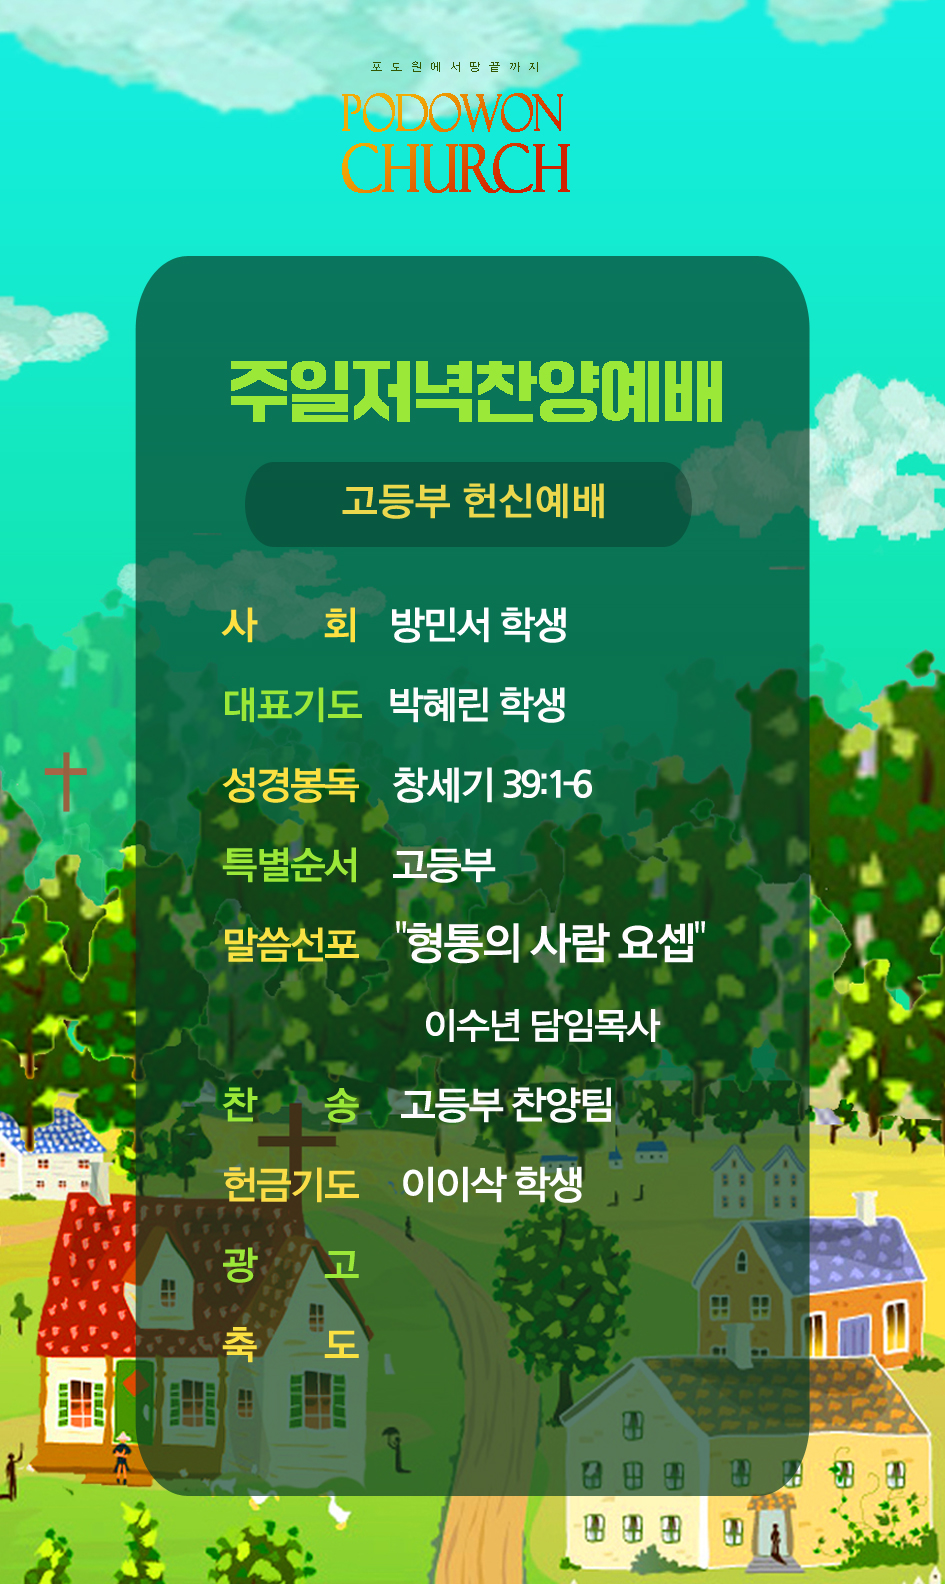 포도원에서땅끝까지
PODOWON
CHURCH
주일저녁찬양예배
고등부 헌신예배
사 회 방민서 학생
대표기도 박혜린 학생
성경봉독 창세기 39:1-6
특별순서 고등부
말씀선포 "형통의 사람 요셉"
이수년 담임목사
찬 송 고등부 찬양팀
헌금기도 이이삭 학생
광 고
축 도